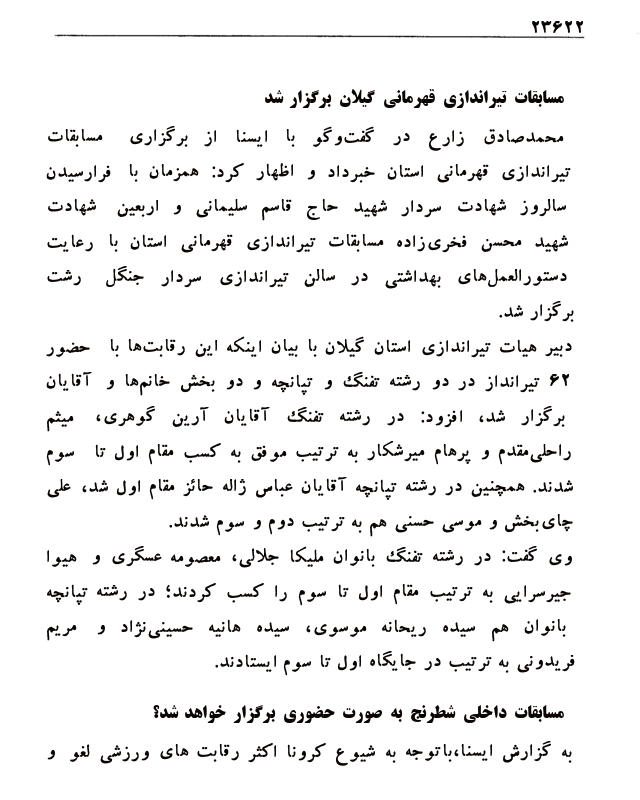 ۲۳۶۲۲
مسابقات تیراندازی قهرمانی گیلان برگزار شد
محمدصادق زارع در گفت‌وگو با ایسنا از برگزاری مسابقات
تیراندازی قهرمانی استان خبرداد و اظهار کرد: همزمان با فرارسیدن
سالروز شهادت سردار شهید حاج قاسم سلیمانی و اربعین شهادت
شهید محسن فخری‌زاده مسابقات تیراندازی قهرمانی استان با رعایت
دستورالعمل‌های بهداشتی در سالن تیراندازی سردار جنگل رشت
برگزار شد.
دبیر هیات تیراندازی استان گیلان با بیان اینکه این رقابت‌ها با حضور
۶۲ تیرانداز در دو رشته تفنگ و تپانچه و دو بخش خانم‌ها و آقایان
برگزار شد، افزود: در رشته تفنگ آقایان آرین گوهری، میثم
راحلی‌مقدم و پرهام میرشکار به ترتیب موفق به کسب مقام اول تا سوم
شدند. همچنین در رشته تپانچه آقایان عباس ژاله حائز مقام اول شد، علی
چای‌بخش و موسی حسنی هم به ترتیب دوم و سوم شدند.
وی گفت: در رشته تفنگ بانوان ملیکا جلالی، معصومه عسگری و هیوا
جیرسرایی به ترتیب مقام اول تا سوم را کسب کردند؛ در رشته تپانچه
بانوان هم سیده ریحانه موسوی، سیده هانیه حسینی‌نژاد و مریم
فریدونی به ترتیب در جایگاه اول تا سوم ایستادند.
مسابقات داخلی شطرنج به صورت حضوری برگزار خواهد شد؟
به گزارش ایسنا،باتوجه به شیوع کرونا اکثر رقابت های ورزشی لغو و